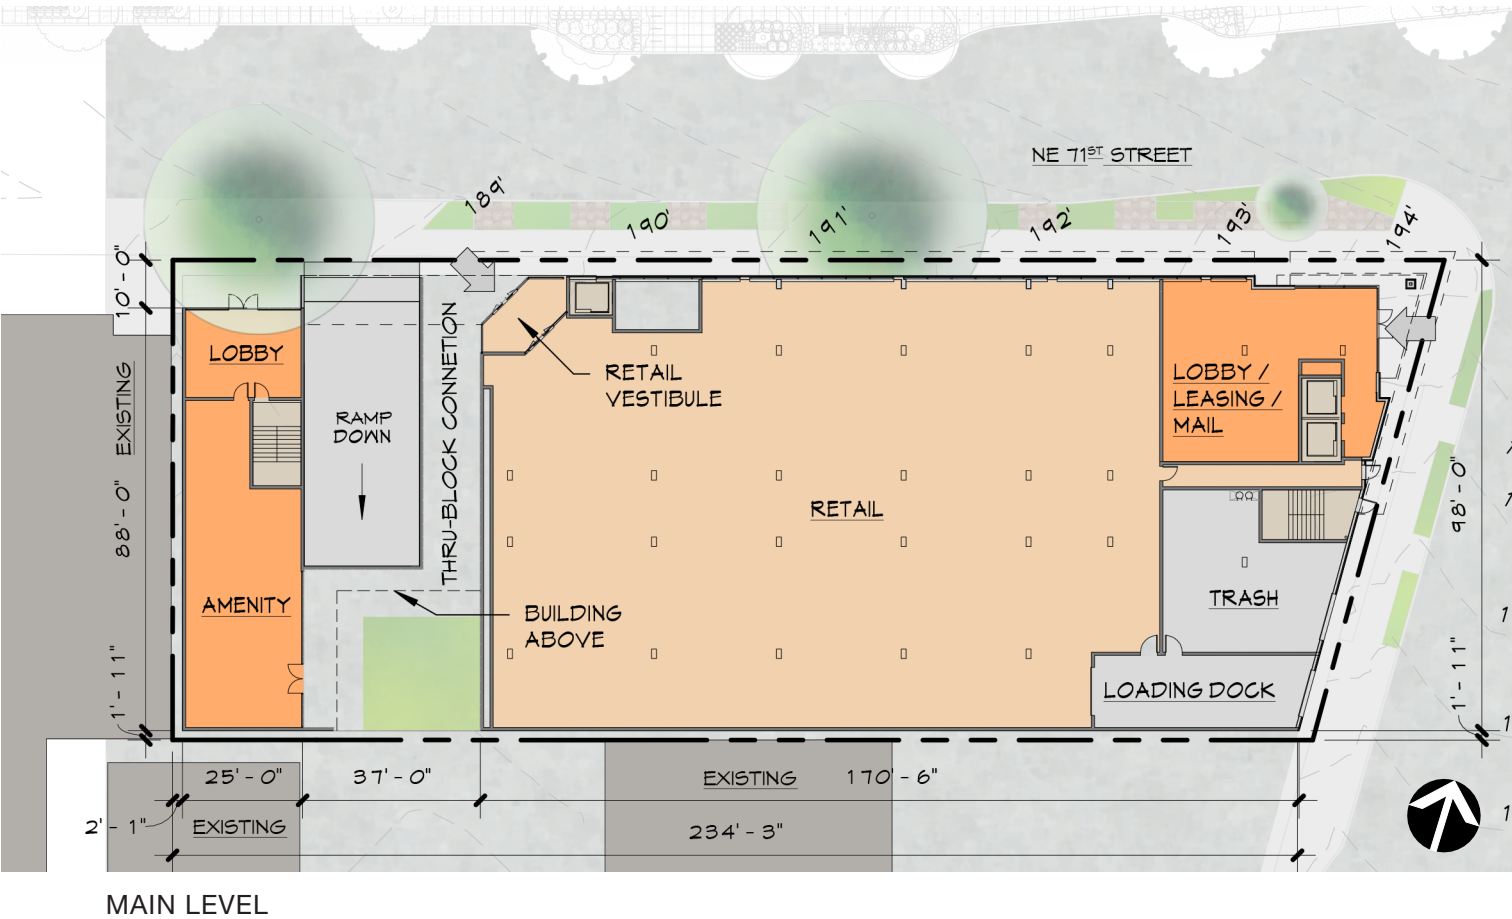 NE 71ST STREET
189'
190'
191'
192'
193'
194'
10' - 0"
LOBBY
RAMP
DOWN
THRU-BLOCK CONNETION
RETAIL
VESTIBULE
LOBBY /
LEASING /
MAIL
EXISTING
88' - 0"
RETAIL
98' - 0"
AMENITY
BUILDING
ABOVE
TRASH
LOADING DOCK
1' - 11"
1' - 11"
25' - 0"
37' - 0"
EXISTING
170' - 6"
2' - 1"
EXISTING
234' - 3"
MAIN LEVEL